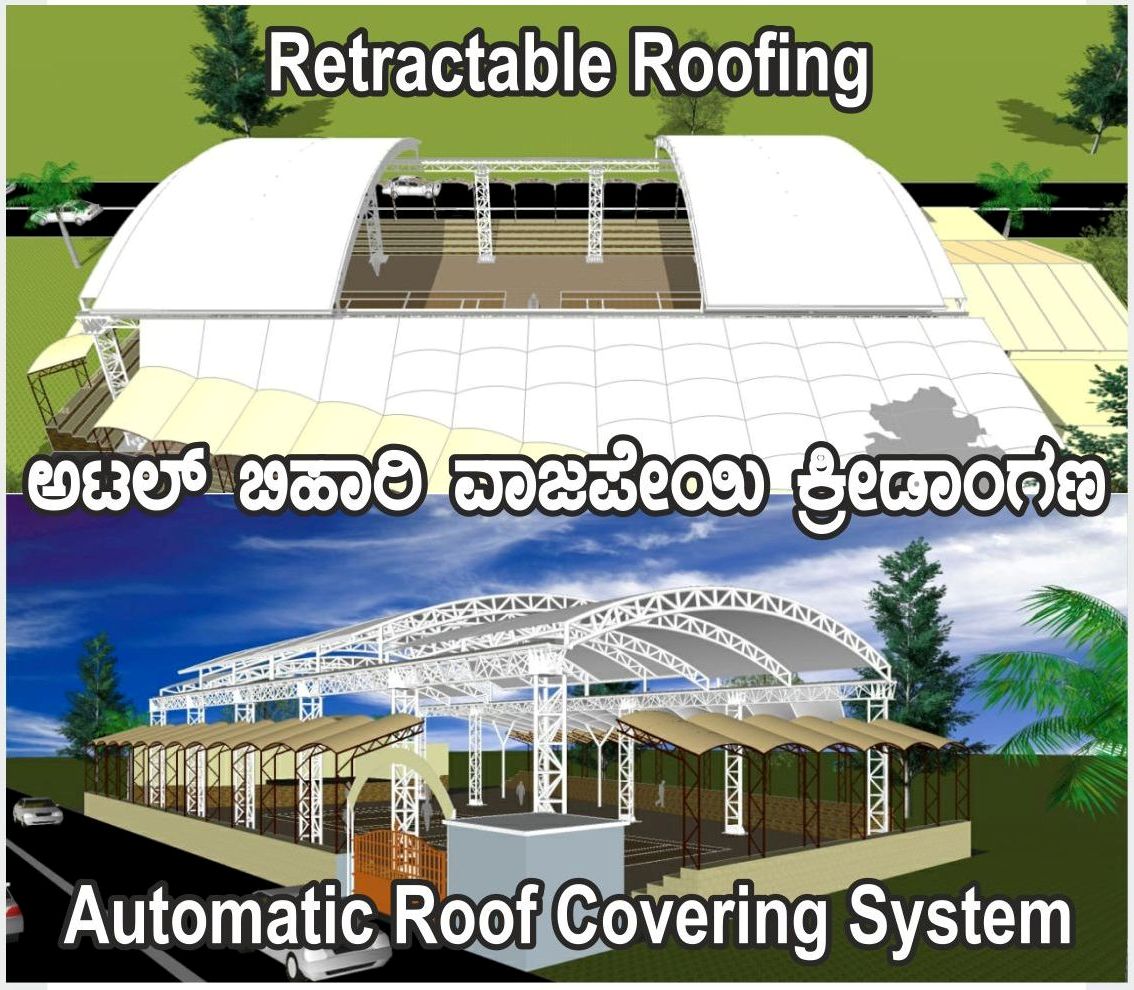 Retractable Roofing
ಅಟಲ್ ಬಿಹಾರಿ ವಾಜಪೇಯಿ ಕ್ರೀಡಾಂಗಣ
Automatic Roof Covering System